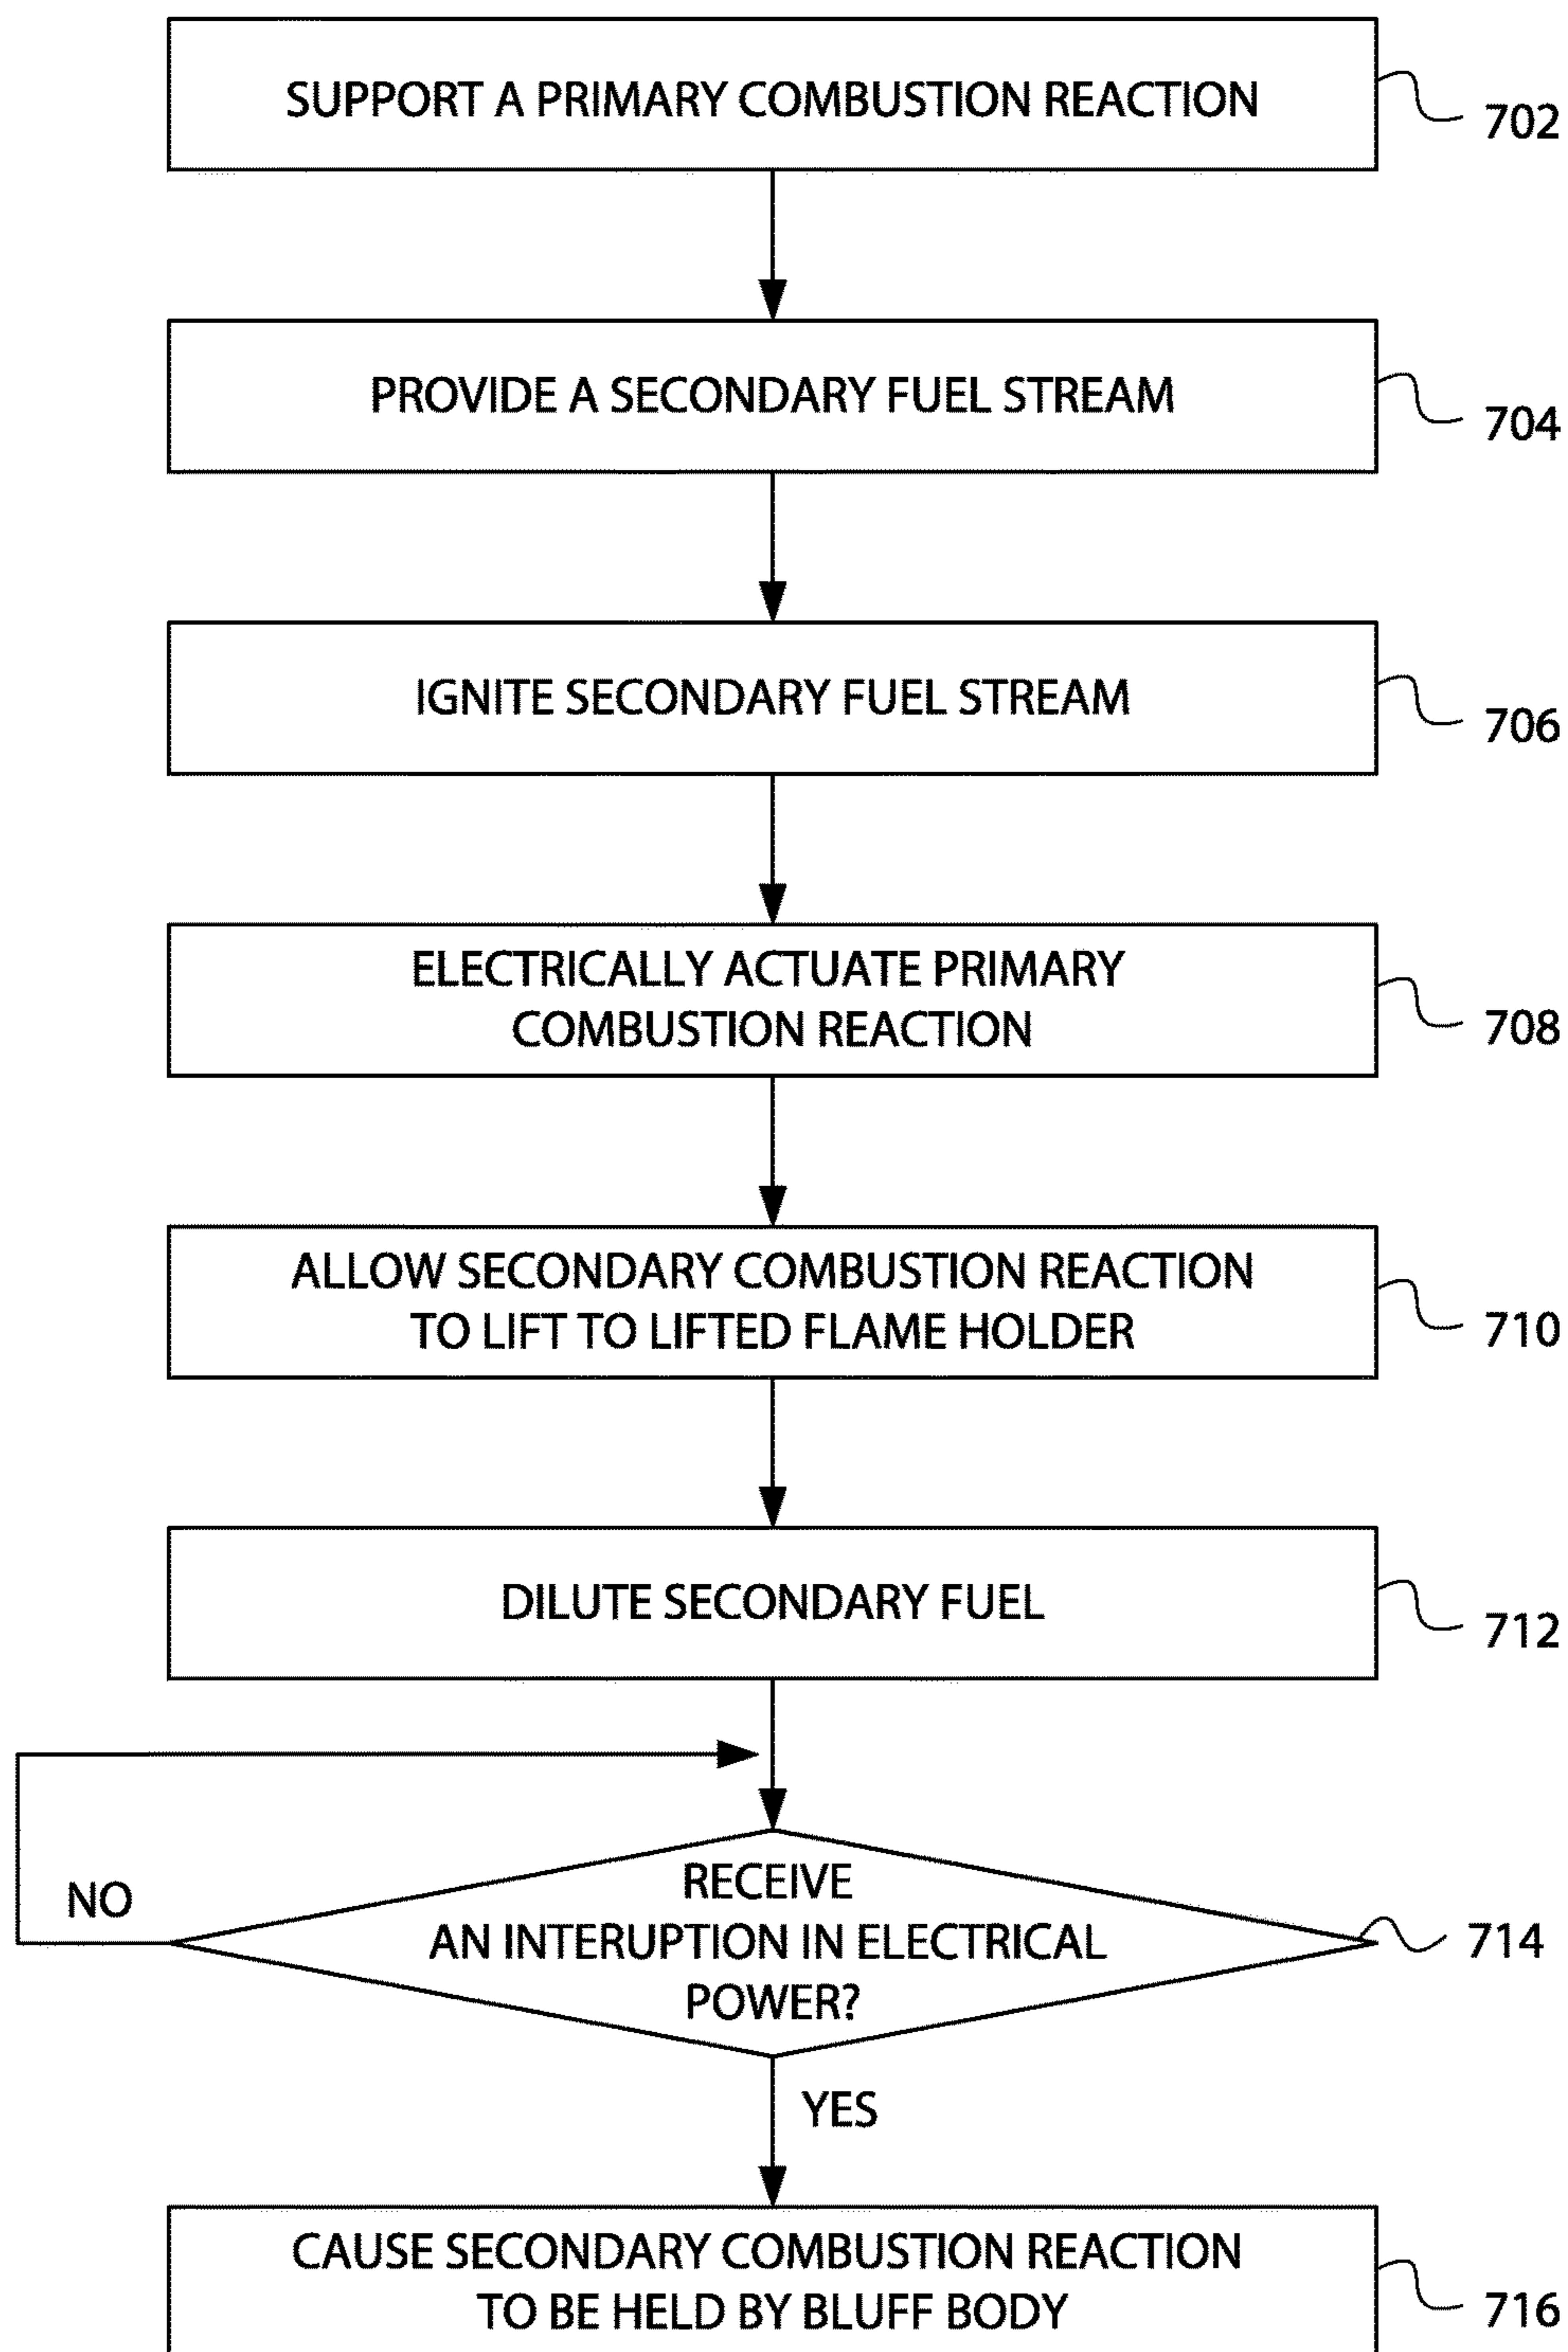 SUPPORT A PRIMARY COMBUSTION REACTION
702
PROVIDE A SECONDARY FUEL STREAM
704
IGNITE SECONDARY FUEL STREAM
706
ELECTRICALLY ACTUATE PRIMARY
COMBUSTION REACTION
708
ALLOW SECONDARY COMBUSTION REACTION
TO LIFT TO LIFTED FLAME HOLDER
710
DILUTE SECONDARY FUEL
712
NO
RECEIVE
AN INTERUPTION IN ELECTRICAL
POWER?
714
YES
CAUSE SECONDARY COMBUSTION REACTION
TO BE HELD BY BLUFF BODY
716